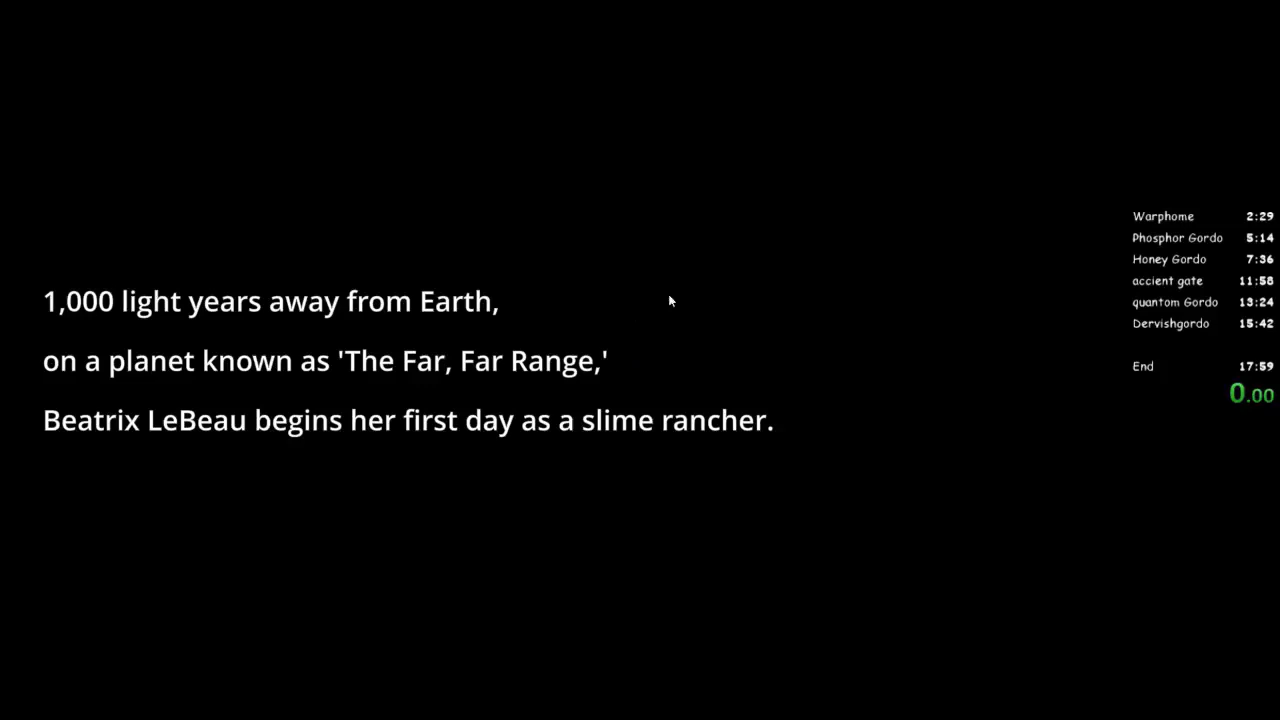 1,000 light years away from Earth,
on a planet known as 'The Far, Far Range,'
Beatrix LeBeau begins her first day as a slime rancher.
Warphome 2:29
Phosphor Gordo 5:14
Honey Gordo 7:36
accient gate 11:58
quantom Gordo 13:24
Dervishgordo 15:42
End 17:59
0.00